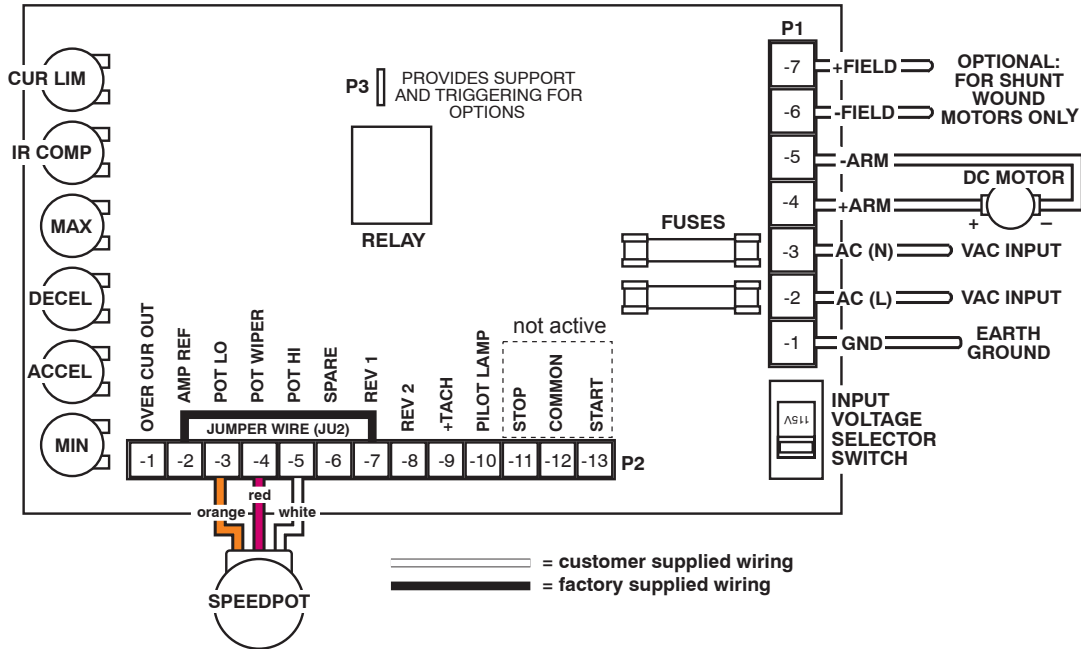 CUR LIM
IR COMP
MAX
DECEL
ACCEL
MIN
P3
PROVIDES SUPPORT
AND TRIGGERING FOR
OPTIONS
RELAY
FUSES
P1
-7
+FIELD
-6
-FIELD
OPTIONAL:
FOR SHUNT
WOUND
MOTORS ONLY
-5
-ARM
-4
+ARM
DC MOTOR
+
–
-3
AC (N)
VAC INPUT
-2
AC (L)
VAC INPUT
-1
GND
EARTH
GROUND
115V
INPUT
VOLTAGE
SELECTOR
SWITCH
not active
OVER CUR OUT
AMP REF
POT LO
POT WIPER
POT HI
SPARE
REV 1
REV 2
+TACH
PILOT LAMP
STOP
COMMON
START
JUMPER WIRE (JU2)
-1 -2 -3 -4 -5 -6 -7 -8 -9 -10 -11 -12 -13 P2
orange
red
white
SPEEDPOT
= customer supplied wiring
= factory supplied wiring